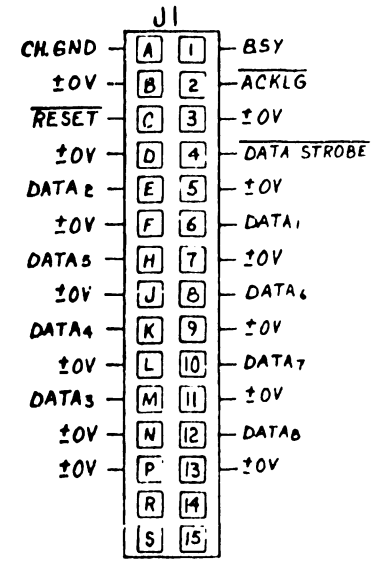 J1
CH.GND A 1 BSY
±0V B 2 ACKLG
RESET C 3 ±0V
±0V D 4 DATA STROBE
DATA2 E 5 ±0V
±0V F 6 DATA1
DATA5 H 7 ±0V
±0V J 8 DATA6
DATA4 K 9 ±0V
±0V L 10 DATA7
DATA3 M 11 ±0V
±0V N 12 DATA8
±0V P 13 ±0V
R 14
S 15